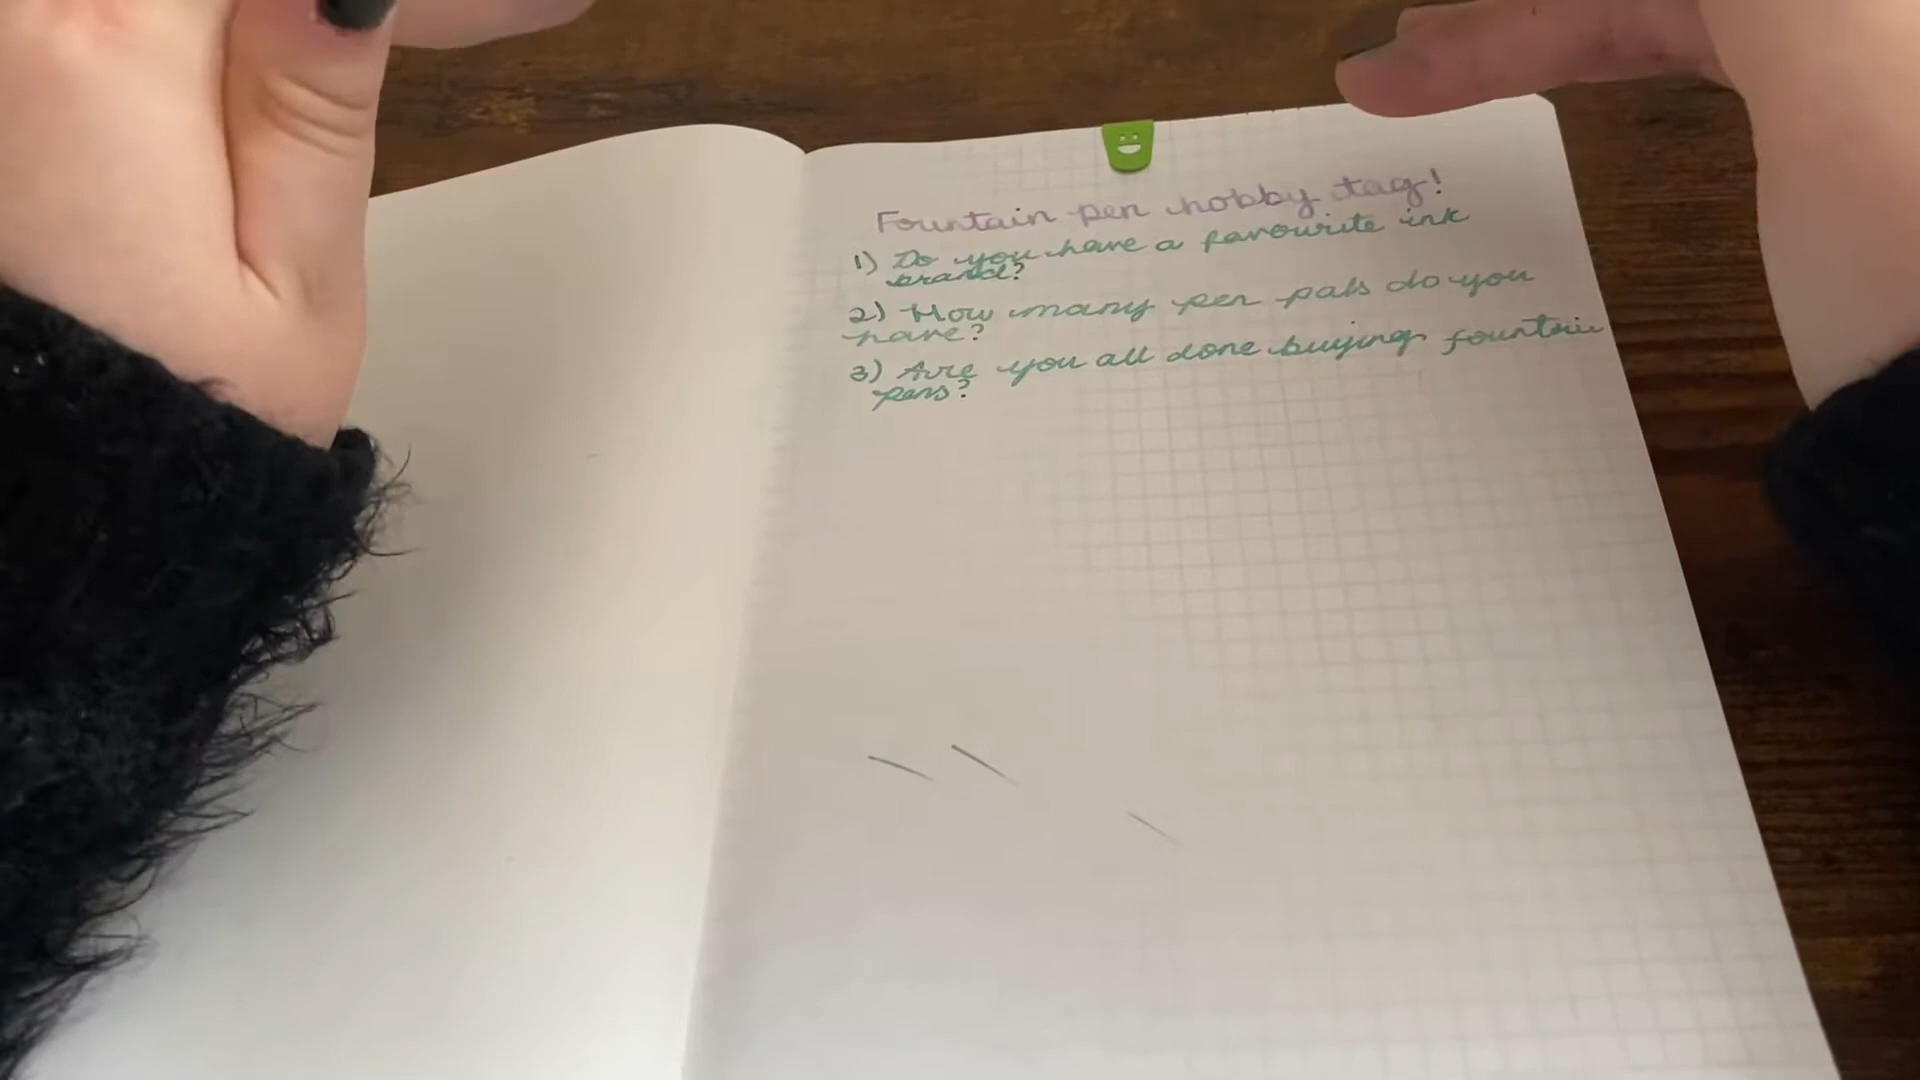 Fountain pen hobby tag!
1) Do you have a favourite ink
brand?
2) How many pen pals do you
have?
3) Are you all done buying fountain
pens?